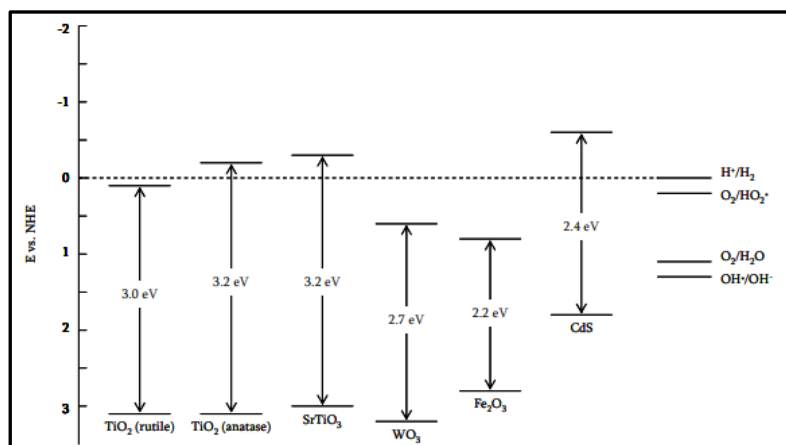 -2
-1
0
1
2
3
E vs. NHE
3.0 eV
TiO₂ (rutile)
3.2 eV
TiO₂ (anatase)
3.2 eV
SrTiO₃
2.7 eV
WO₃
2.2 eV
Fe₂O₃
2.4 eV
CdS
H⁺/H₂
O₂/HO₂•
O₂/H₂O
OH•/OH⁻